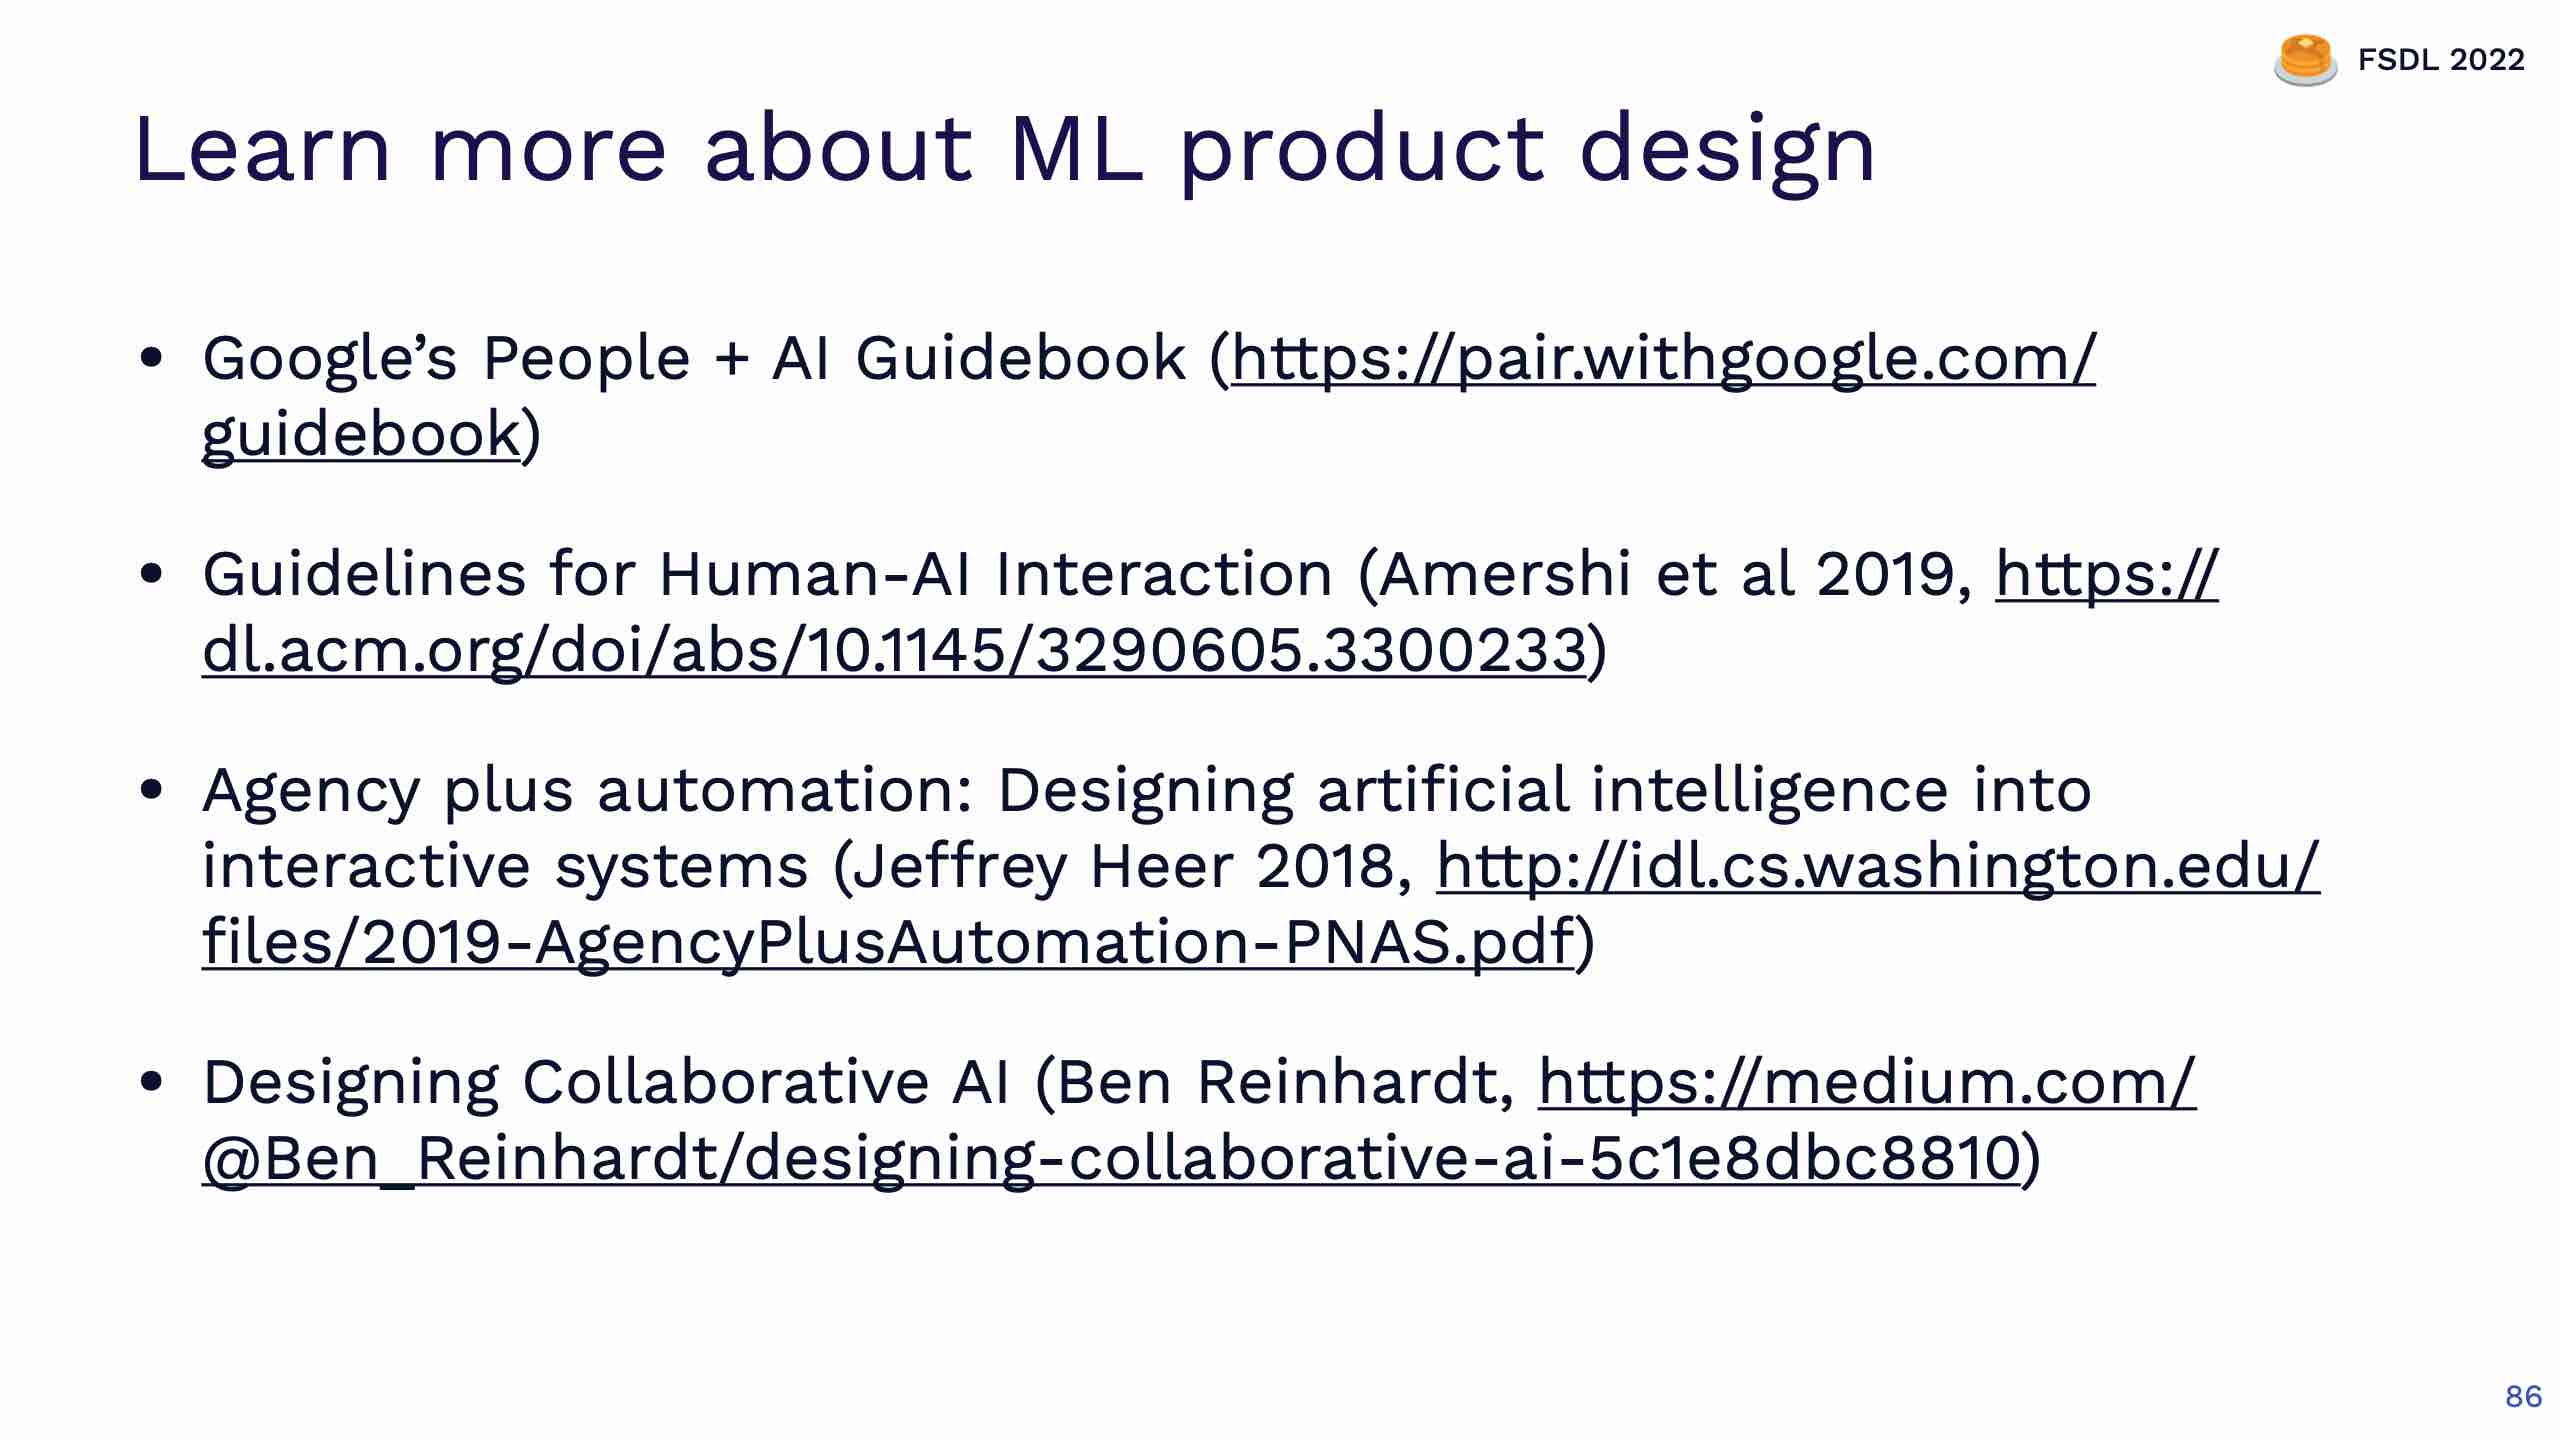 FSDL 2022
Learn more about ML product design
• Google’s People + AI Guidebook (https://pair.withgoogle.com/
guidebook)
• Guidelines for Human-AI Interaction (Amershi et al 2019, https://
dl.acm.org/doi/abs/10.1145/3290605.3300233)
• Agency plus automation: Designing artificial intelligence into
interactive systems (Jeffrey Heer 2018, http://idl.cs.washington.edu/
files/2019-AgencyPlusAutomation-PNAS.pdf)
• Designing Collaborative AI (Ben Reinhardt, https://medium.com/
@Ben_Reinhardt/designing-collaborative-ai-5c1e8dbc8810)
86